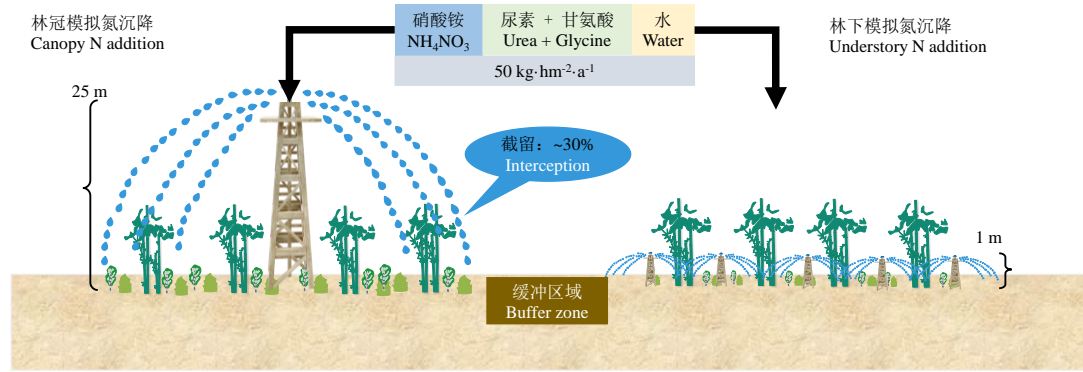 林冠模拟氮沉降
Canopy N addition
硝酸铵
NH₄NO₃
尿素 + 甘氨酸
Urea + Glycine
水
Water
50 kg·hm⁻²·a⁻¹
林下模拟氮沉降
Understory N addition
25 m
截留：~30%
Interception
1 m
缓冲区域
Buffer zone